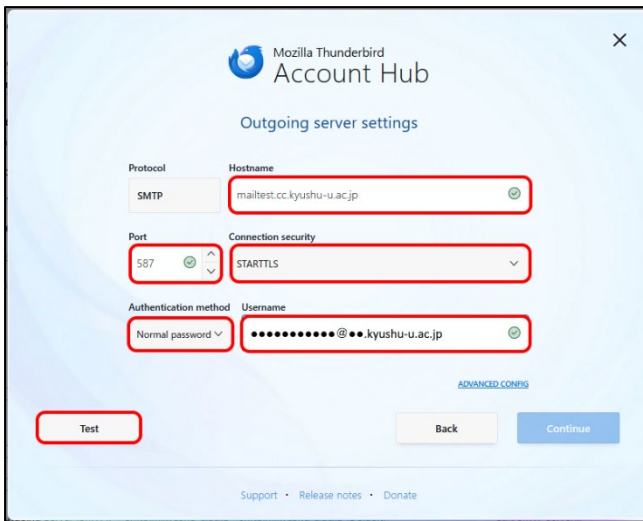 Mozilla Thunderbird
Account Hub
Outgoing server settings
Protocol Hostname
SMTP mailtest.cc.kyushu-u.ac.jp
Port Connection security
587 STARTTLS
Authentication method Username
Normal password ●●●●●●●●●●●@●●.kyushu-u.ac.jp
ADVANCED CONFIG
Test Back Continue
Support • Release notes • Donate